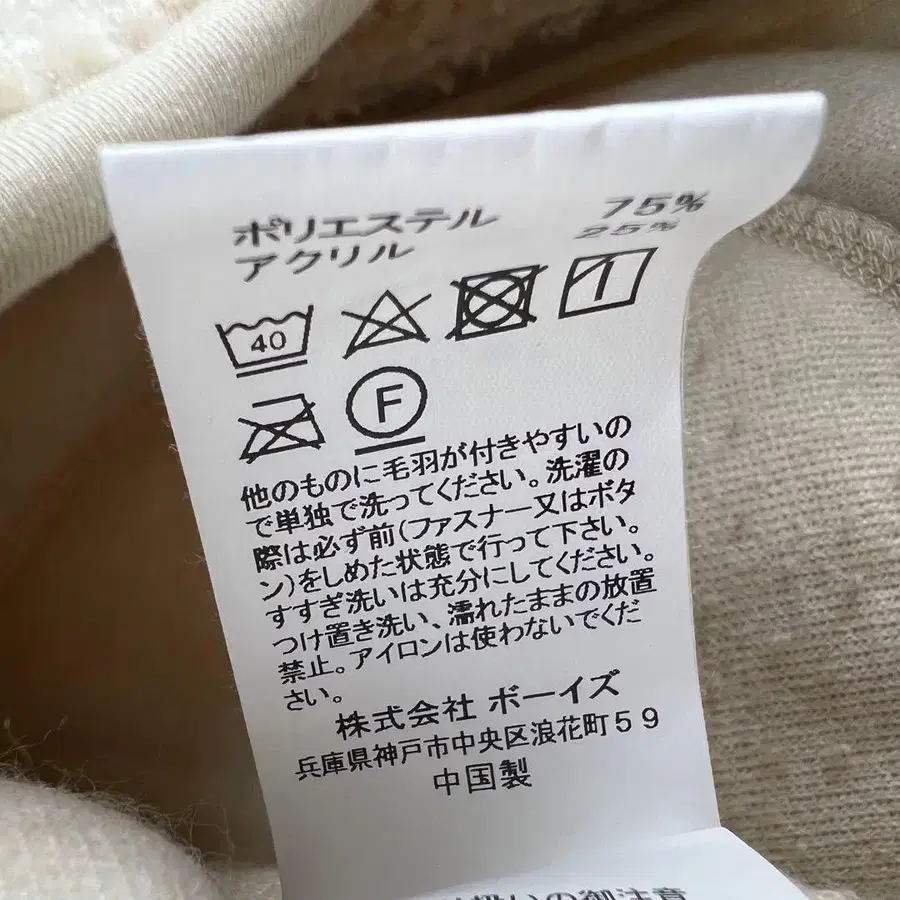 ポリエステル 75%
アクリル 25%
40
F
他のものに毛羽が付きやすいの
で単独で洗ってください。洗濯の
際は必ず前(ファスナー又はボタ
ン)をしめた状態で行って下さい。
すすぎ洗いは充分にしてください。
つけ置き洗い、濡れたままの放置
禁止。アイロンは使わないでくだ
さい。
株式会社 ボーイズ
兵庫県神戸市中央区浪花町59
中国製
扱いの御注意